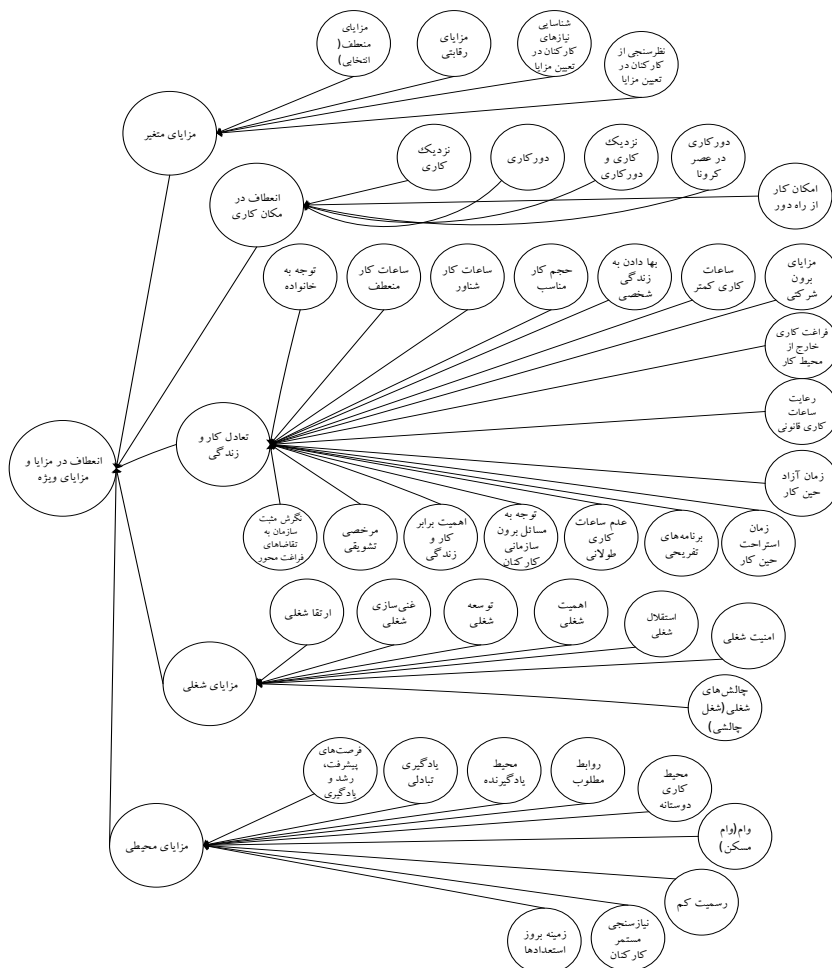 مزایای
منعطف(
انتخابی)
مزایای
رقابتی
شناسایی
نیازهای
کارکنان در
تعیین مزایا
نظرسنجی از
کارکنان در
تعیین مزایا
مزایای متغیر
نزدیک
کاری
دورکاری
نزدیک
کاری و
دورکاری
دورکاری
در عصر
کرونا
امکان کار
از راه دور
انعطاف در
مکان کاری
توجه به
خانواده
ساعات کار
منعطف
ساعات کار
شناور
حجم کار
مناسب
بها دادن به
زندگی
شخصی
ساعات
کاری کمتر
مزایای
برون
شرکتی
فراغت کاری
خارج از
محیط کار
رعایت
ساعات
کاری قانونی
تعادل کار و
زندگی
انعطاف در مزایا و
مزایای ویژه
زمان آزاد
حین کار
نگرش مثبت
سازمان به
تقاضاهای
فراغت محور
مرخصی
تشویقی
اهمیت برابر
کار و
زندگی
توجه به
مسائل برون
سازمانی
کارکنان
عدم ساعات
کاری
طولانی
برنامه‌های
تفریحی
زمان
استراحت
حین کار
ارتقا شغلی
غنی‌سازی
شغلی
توسعه
شغلی
اهمیت
شغلی
استقلال
شغلی
امنیت شغلی
مزایای شغلی
چالش‌های
شغلی(شغل
چالشی)
فرصت‌های
پیشرفت،
رشد و
یادگیری
یادگیری
تبادلی
محیط
یادگیرنده
روابط
مطلوب
محیط
کاری
دوستانه
وام(وام
مسکن)
مزایای محیطی
رسمیت کم
نیازسنجی
مستمر
کارکنان
زمینه بروز
استعدادها